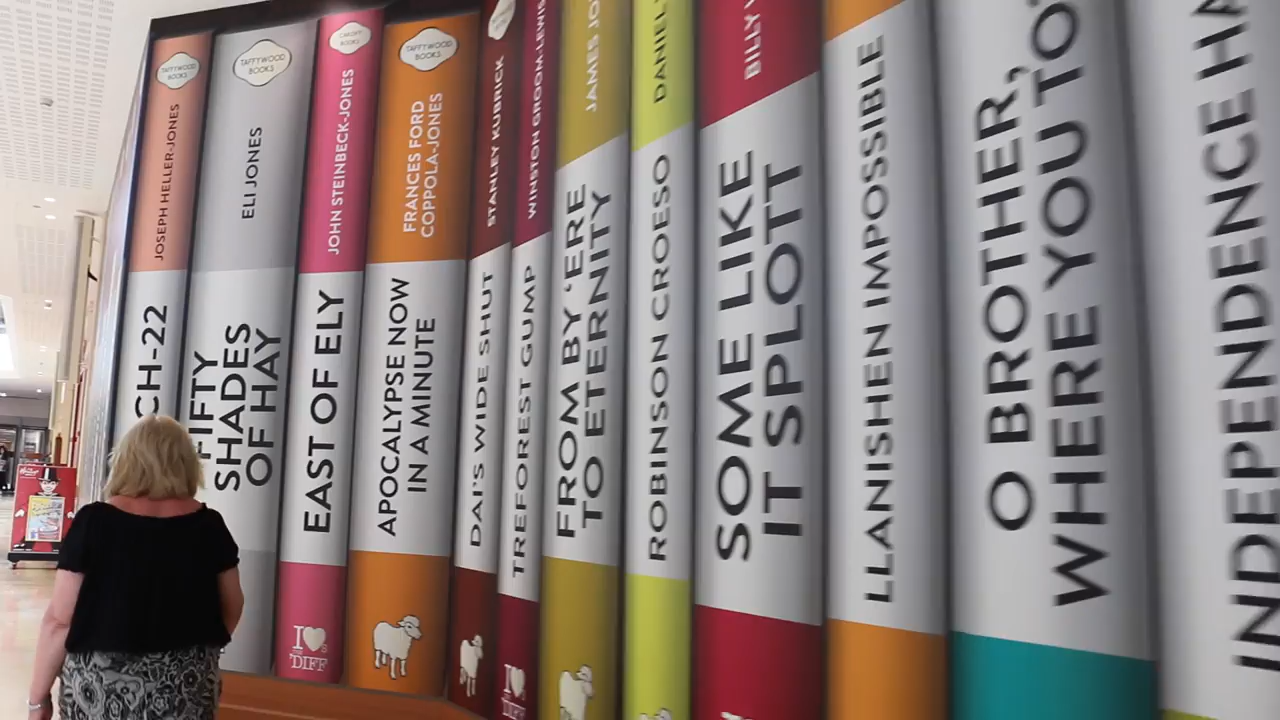 TAFFYWOOD
BOOKS
JOSEPH HELLER-JONES
CH-22
TAFFYWOOD
BOOKS
ELI JONES
FIFTY
SHADES
OF HAY
CARDIFF
BOOKS
JOHN STEINBECK-JONES
EAST OF ELY
I ♥
'DIFF
TAFFYWOOD
BOOKS
FRANCES FORD
COPPOLA-JONES
APOCALYPSE NOW
IN A MINUTE
STANLEY KUBRICK
DAI'S WIDE SHUT
WINSTON GROOM-LEWIS
TREFOREST GUMP
I ♥
'DIFF
JAMES JO
FROM BY 'ERE
TO ETERNITY
DANIEL
ROBINSON CROESO
BILLY
SOME LIKE
IT SPLOTT
LLANISHEN IMPOSSIBLE
O BROTHER,
WHERE YOU TO
INDEPENDENCE HA